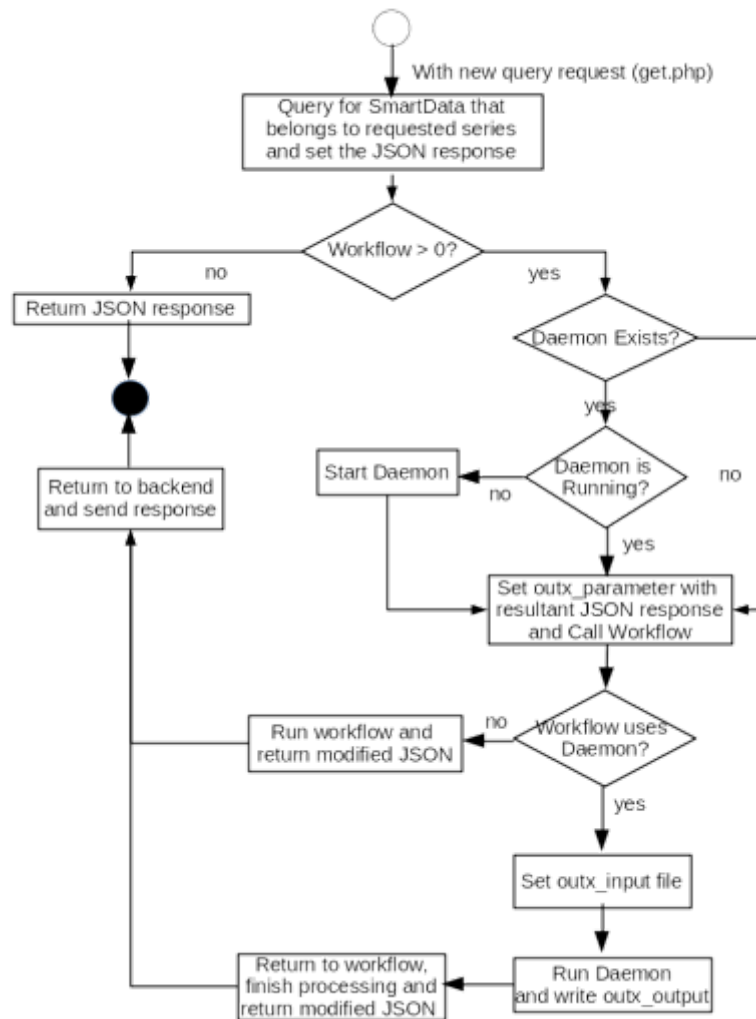 With new query request (get.php)
Query for SmartData that
belongs to requested series
and set the JSON response
Workflow > 0?
no
yes
Return JSON response
Daemon Exists?
yes
Return to backend
and send response
Start Daemon
no
Daemon is
Running?
no
yes
Set outx_parameter with
resultant JSON response
and Call Workflow
Run workflow and
return modified JSON
no
Workflow uses
Daemon?
yes
Set outx_input file
Return to workflow,
finish processing and
return modified JSON
Run Daemon
and write outx_output